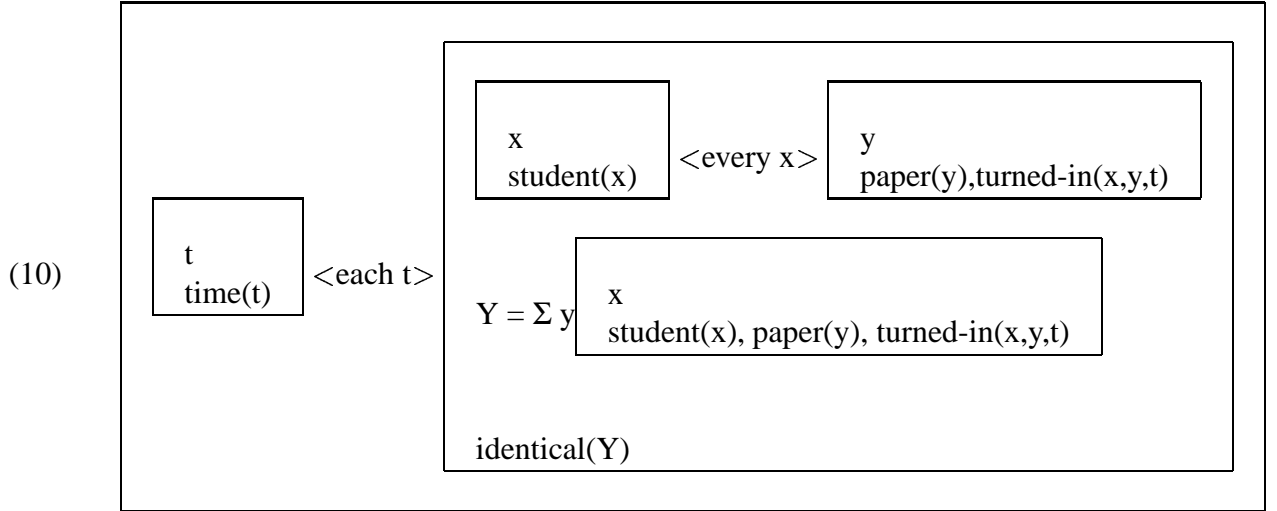 x
student(x)
<every x>
y
paper(y),turned-in(x,y,t)
(10)
t
time(t)
<each t>
Y = Σ y
x
student(x), paper(y), turned-in(x,y,t)
identical(Y)